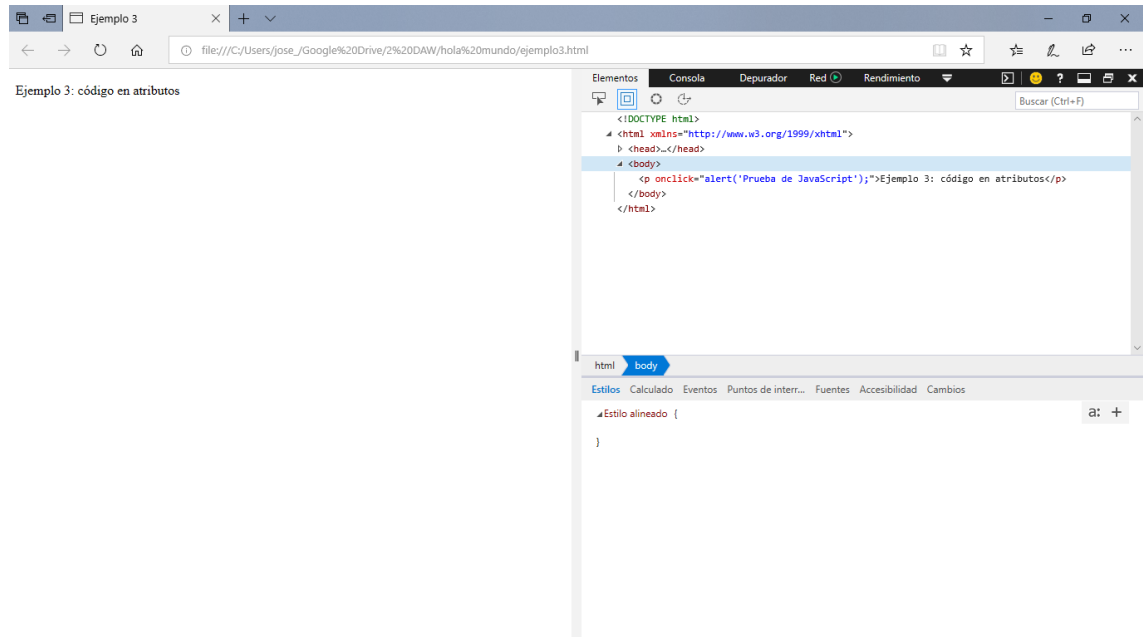 Ejemplo 3
file:///C:/Users/jose_/Google%20Drive/2%20DAW/hola%20mundo/ejemplo3.html
Ejemplo 3: código en atributos
Elementos Consola Depurador Red Rendimiento
Buscar (Ctrl+F)
<!DOCTYPE html>
<html xmlns="http://www.w3.org/1999/xhtml">
<head>…</head>
<body>
<p onclick="alert('Prueba de JavaScript');">Ejemplo 3: código en atributos</p>
</body>
</html>
html body
Estilos Calculado Eventos Puntos de interr... Fuentes Accesibilidad Cambios
Estilo alineado {
a: +
}